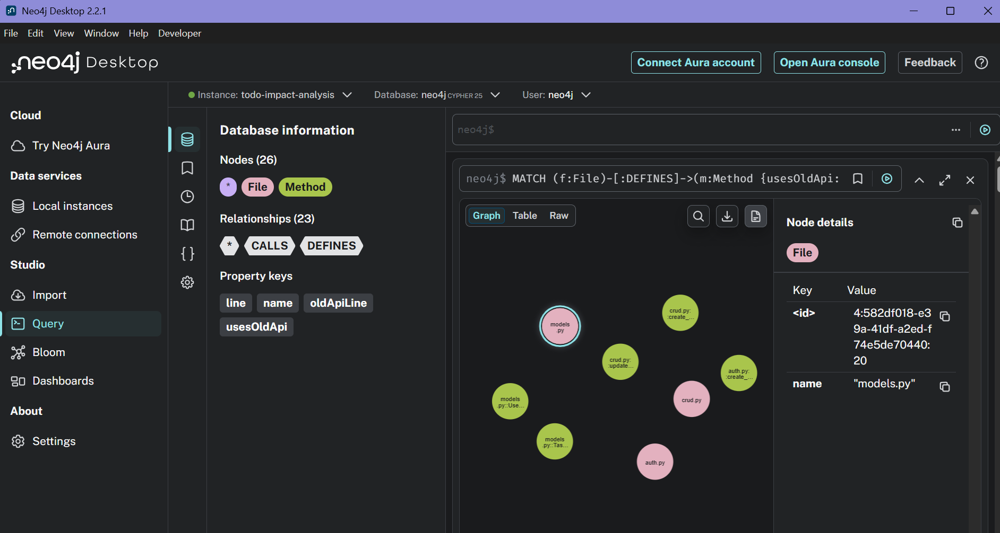 Neo4j Desktop 2.2.1
File Edit View Window Help Developer
neo4j Desktop
Connect Aura account
Open Aura console
Feedback
Instance: todo-impact-analysis
Database: neo4j CYPHER 25
User: neo4j
Cloud
Try Neo4j Aura
Data services
Local instances
Remote connections
Studio
Import
Query
Bloom
Dashboards
About
Settings
Database information
Nodes (26)
* File Method
Relationships (23)
* CALLS DEFINES
Property keys
line name oldApiLine
usesOldApi
neo4j$
neo4j$ MATCH (f:File)-[:DEFINES]->(m:Method {usesOldApi:
Graph Table Raw
models
.py
crud.py:
:create_...
crud.py:
:update...
auth.py:
:create_...
models
.py::Use...
crud.py
models
.py::Tas...
auth.py
Node details
File
Key Value
<id> 4:582df018-e3
9a-41df-a2ed-f
74e5de70440:
20
name "models.py"